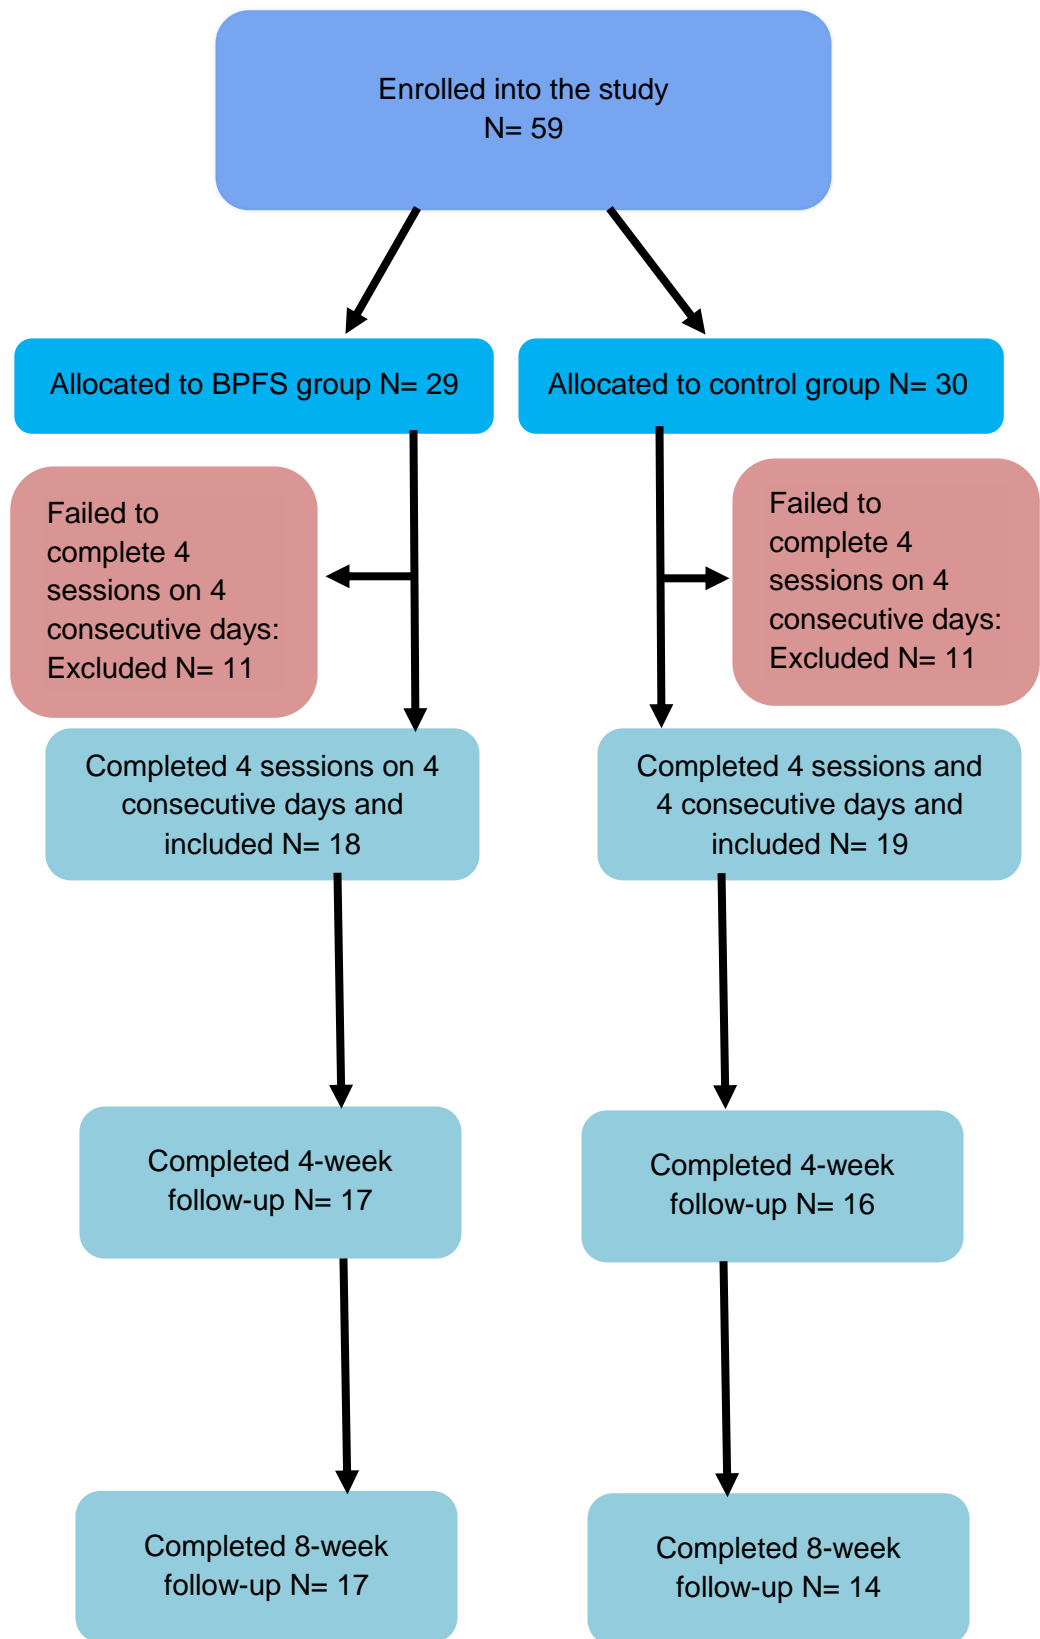 Enrolled into the study
N= 59
Allocated to BPFS group N= 29
Allocated to control group N= 30
Failed to
complete 4
sessions on 4
consecutive days:
Excluded N= 11
Failed to
complete 4
sessions on 4
consecutive days:
Excluded N= 11
Completed 4 sessions on 4
consecutive days and
included N= 18
Completed 4 sessions and
4 consecutive days and
included N= 19
Completed 4-week
follow-up N= 17
Completed 4-week
follow-up N= 16
Completed 8-week
follow-up N= 17
Completed 8-week
follow-up N= 14